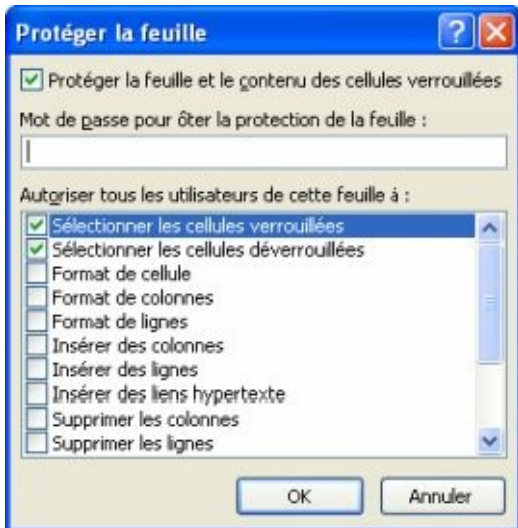 Protéger la feuille
Protéger la feuille et le contenu des cellules verrouillées
Mot de passe pour ôter la protection de la feuille :
Autoriser tous les utilisateurs de cette feuille à :
Sélectionner les cellules verrouillées
Sélectionner les cellules déverrouillées
Format de cellule
Format de colonnes
Format de lignes
Insérer des colonnes
Insérer des lignes
Insérer des liens hypertexte
Supprimer les colonnes
Supprimer les lignes
OK Annuler